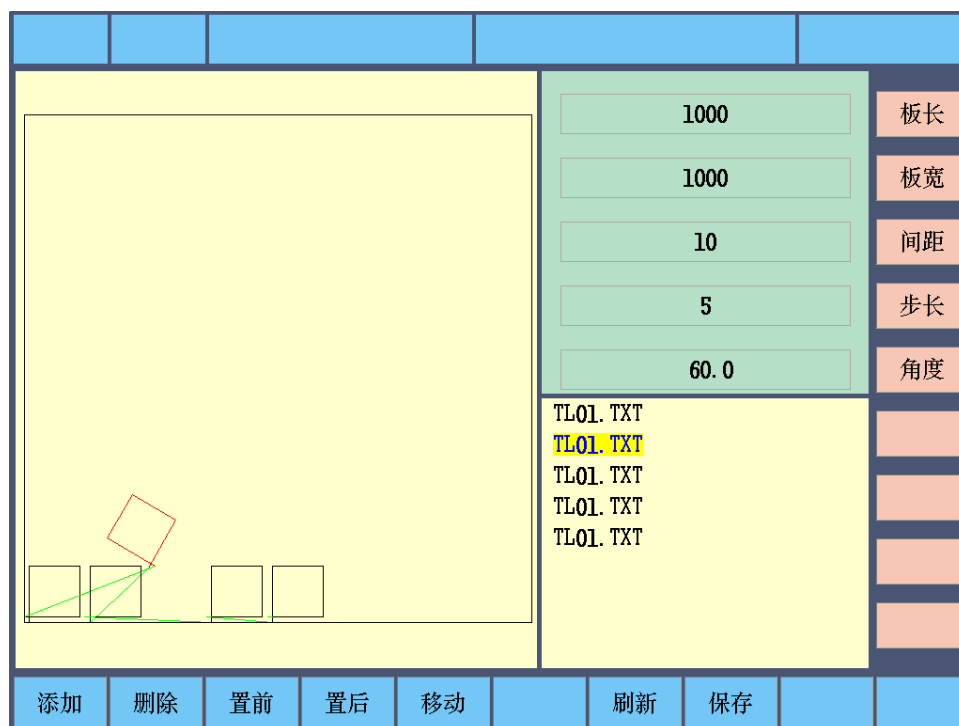 1000 板长
1000 板宽
10 间距
5 步长
60.0 角度
TL01.TXT
TL01.TXT
TL01.TXT
TL01.TXT
TL01.TXT
添加 删除 置前 置后 移动 刷新 保存